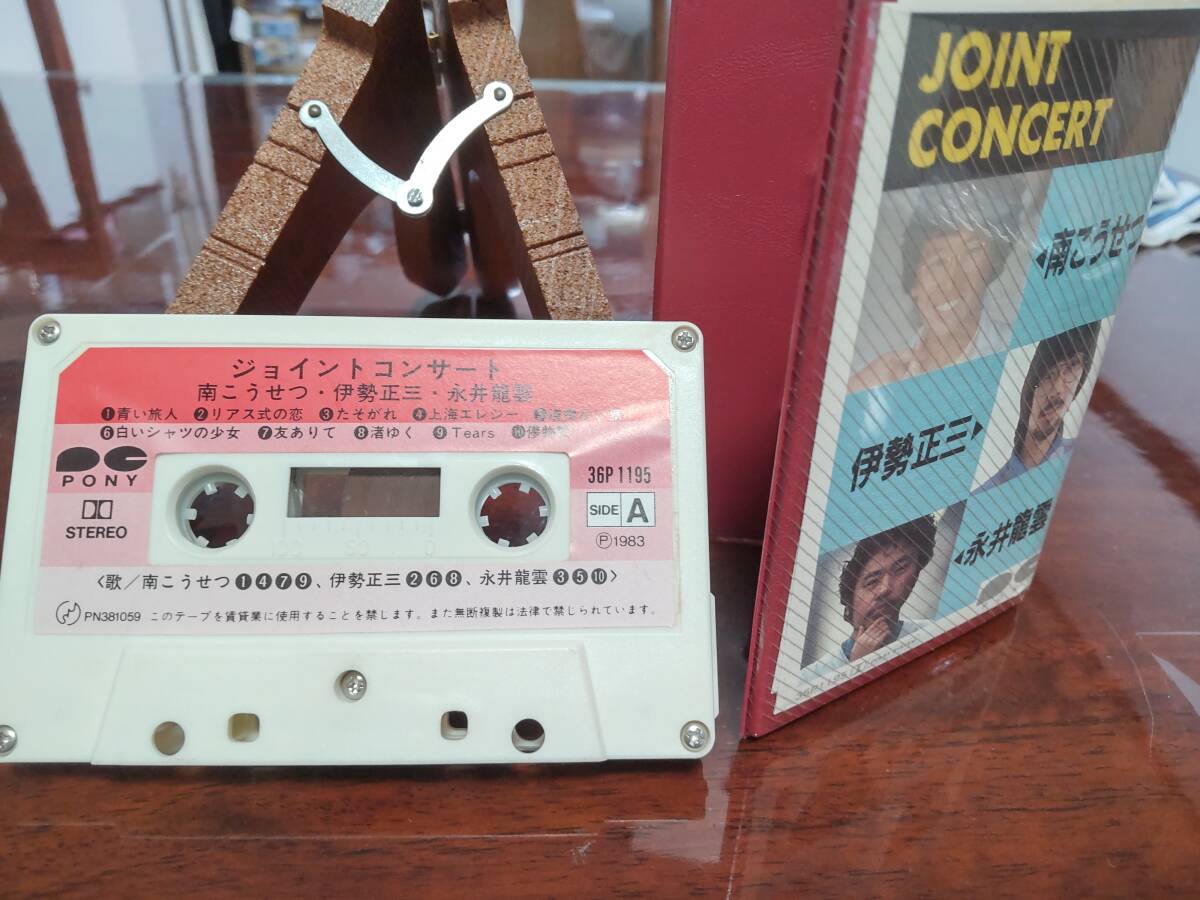 ジョイントコンサート
南こうせつ・伊勢正三・永井龍雲
❶青い旅人 ❷リアス式の恋 ❸たそがれ ❹上海エレジー ❺
❻白いシャツの少女 ❼友ありて ❽渚ゆく ❾Tears ❿
PONY
STEREO
36P1195
SIDE A
Ⓟ1983
〈歌／南こうせつ❶❹❼❾、伊勢正三❷❻❽、永井龍雲❸❺❿〉
PN381059 このテープを賃貸業に使用することを禁じます。また無断複製は法律で禁じられています。
JOINT
CONCERT
◀南こうせつ
伊勢正三▶
◀永井龍雲
36P1195